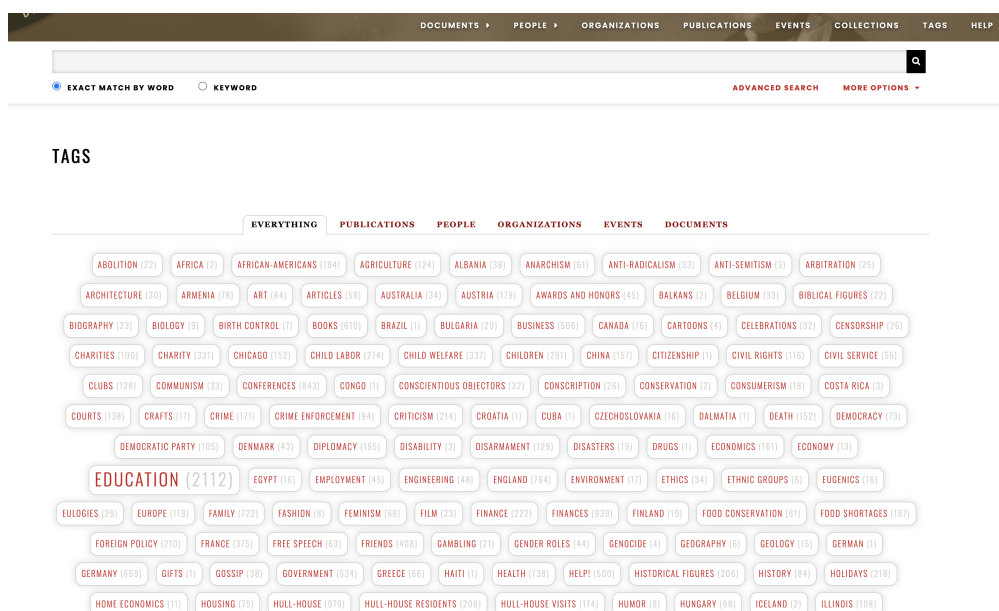 DOCUMENTS PEOPLE ORGANIZATIONS PUBLICATIONS EVENTS COLLECTIONS TAGS HELP
EXACT MATCH BY WORD KEYWORD ADVANCED SEARCH MORE OPTIONS
TAGS
EVERYTHING PUBLICATIONS PEOPLE ORGANIZATIONS EVENTS DOCUMENTS
ABOLITION (22) AFRICA (2) AFRICAN-AMERICANS (194) AGRICULTURE (124) ALBANIA (38) ANARCHISM (61) ANTI-RADICALISM (33) ANTI-SEMITISM (3) ARBITRATION (25)
ARCHITECTURE (30) ARMENIA (78) ART (84) ARTICLES (56) AUSTRALIA (34) AUSTRIA (179) AWARDS AND HONORS (45) BALKANS (2) BELGIUM (33) BIBLICAL FIGURES (22)
BIOGRAPHY (23) BIOLOGY (9) BIRTH CONTROL (7) BOOKS (610) BRAZIL (1) BULGARIA (20) BUSINESS (506) CANADA (76) CARTOONS (4) CELEBRATIONS (32) CENSORSHIP (26)
CHARITIES (100) CHARITY (331) CHICAGO (152) CHILD LABOR (274) CHILD WELFARE (337) CHILDREN (291) CHINA (157) CITIZENSHIP (1) CIVIL RIGHTS (116) CIVIL SERVICE (55)
CLUBS (128) COMMUNISM (33) CONFERENCES (843) CONGO (1) CONSCIENTIOUS OBJECTORS (32) CONSCRIPTION (26) CONSERVATION (2) CONSUMERISM (18) COSTA RICA (3)
COURTS (138) CRAFTS (17) CRIME (171) CRIME ENFORCEMENT (94) CRITICISM (214) CROATIA (1) CUBA (1) CZECHOSLOVAKIA (16) DALMATIA (1) DEATH (152) DEMOCRACY (73)
DEMOCRATIC PARTY (105) DENMARK (43) DIPLOMACY (195) DISABILITY (3) DISARMAMENT (129) DISASTERS (19) DRUGS (1) ECONOMICS (161) ECONOMY (13)
EDUCATION (2112) EGYPT (16) EMPLOYMENT (45) ENGINEERING (48) ENGLAND (764) ENVIRONMENT (17) ETHICS (34) ETHNIC GROUPS (6) EUGENICS (16)
EULOGIES (29) EUROPE (119) FAMILY (722) FASHION (8) FEMINISM (66) FILM (23) FINANCE (222) FINANCES (939) FINLAND (19) FOOD CONSERVATION (61) FOOD SHORTAGES (187)
FOREIGN POLICY (210) FRANCE (375) FREE SPEECH (63) FRIENDS (408) GAMBLING (21) GENDER ROLES (44) GENOCIDE (4) GEOGRAPHY (6) GEOLOGY (15) GERMAN (1)
GERMANY (669) GIFTS (1) GOSSIP (38) GOVERNMENT (534) GREECE (66) HAITI (1) HEALTH (738) HELP! (500) HISTORICAL FIGURES (206) HISTORY (84) HOLIDAYS (218)
HOME ECONOMICS (11) HOUSING (75) HULL-HOUSE (979) HULL-HOUSE RESIDENTS (208) HULL-HOUSE VISITS (174) HUMOR (9) HUNGARY (88) ICELAND (2) ILLINOIS (108)